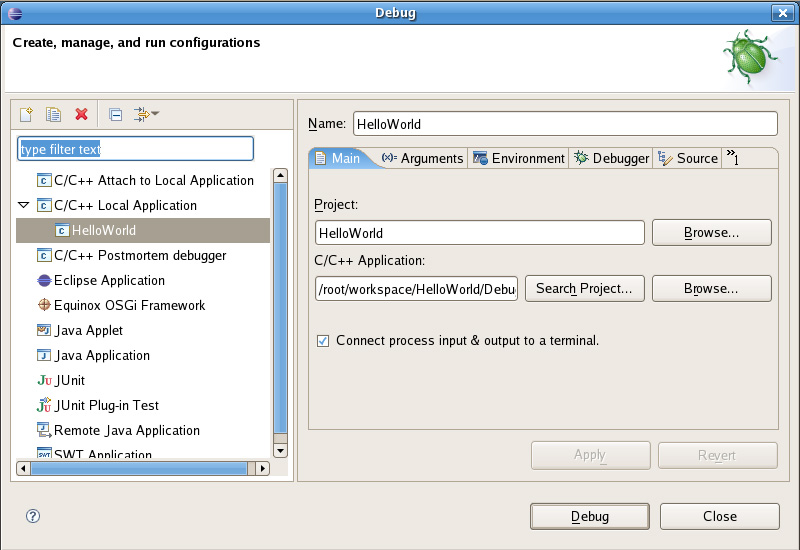 Debug
Create, manage, and run configurations
type filter text
C/C++ Attach to Local Application
C/C++ Local Application
HelloWorld
C/C++ Postmortem debugger
Eclipse Application
Equinox OSGi Framework
Java Applet
Java Application
JUnit
JUnit Plug-in Test
Remote Java Application
SWT Application
Name: HelloWorld
Main (x)= Arguments Environment Debugger Source »1
Project:
HelloWorld Browse...
C/C++ Application:
/root/workspace/HelloWorld/Debu Search Project... Browse...
Connect process input & output to a terminal.
Apply Revert
Debug Close